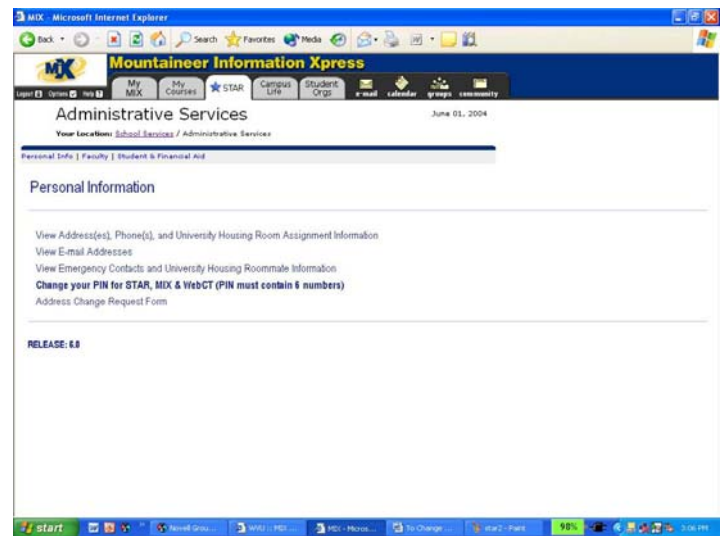 MIX - Microsoft Internet Explorer
Back Search Favorites Media
MIX Mountaineer Information Xpress
Logout Options Help My MIX My Courses STAR Campus Life Student Orgs e-mail calendar groups community
Administrative Services June 01, 2004
Your Location: School Services / Administrative Services
Personal Info | Faculty | Student & Financial Aid
Personal Information
View Address(es), Phone(s), and University Housing Room Assignment Information
View E-mail Addresses
View Emergency Contacts and University Housing Roommate Information
Change your PIN for STAR, MIX & WebCT (PIN must contain 6 numbers)
Address Change Request Form
RELEASE: 6.0
start Novell Grou... WVU :: MIX ... MIX - Micros... To Change ... star2 - Paint 98% 3:06 PM